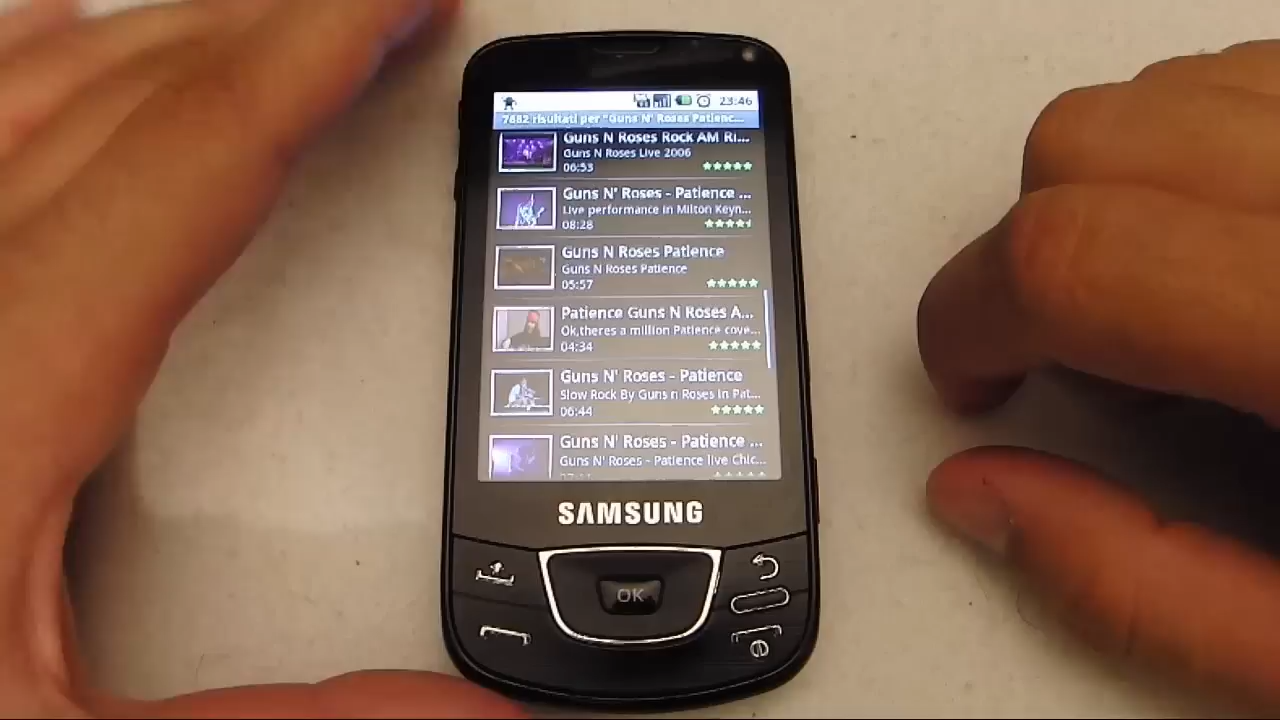 23:46
7682 risultati per "Guns N' Roses Patienc...
Guns N Roses Rock AM Ri...
Guns N Roses Live 2006
06:53
Guns N' Roses - Patience ...
Live performance in Milton Keyn...
08:28
Guns N Roses Patience
Guns N Roses Patience
05:57
Patience Guns N Roses A...
Ok,theres a million Patience cove...
04:34
Guns N' Roses - Patience
Slow Rock By Guns n Roses In Pat...
06:44
Guns N' Roses - Patience ...
Guns N' Roses - Patience live Chic...
SAMSUNG
OK